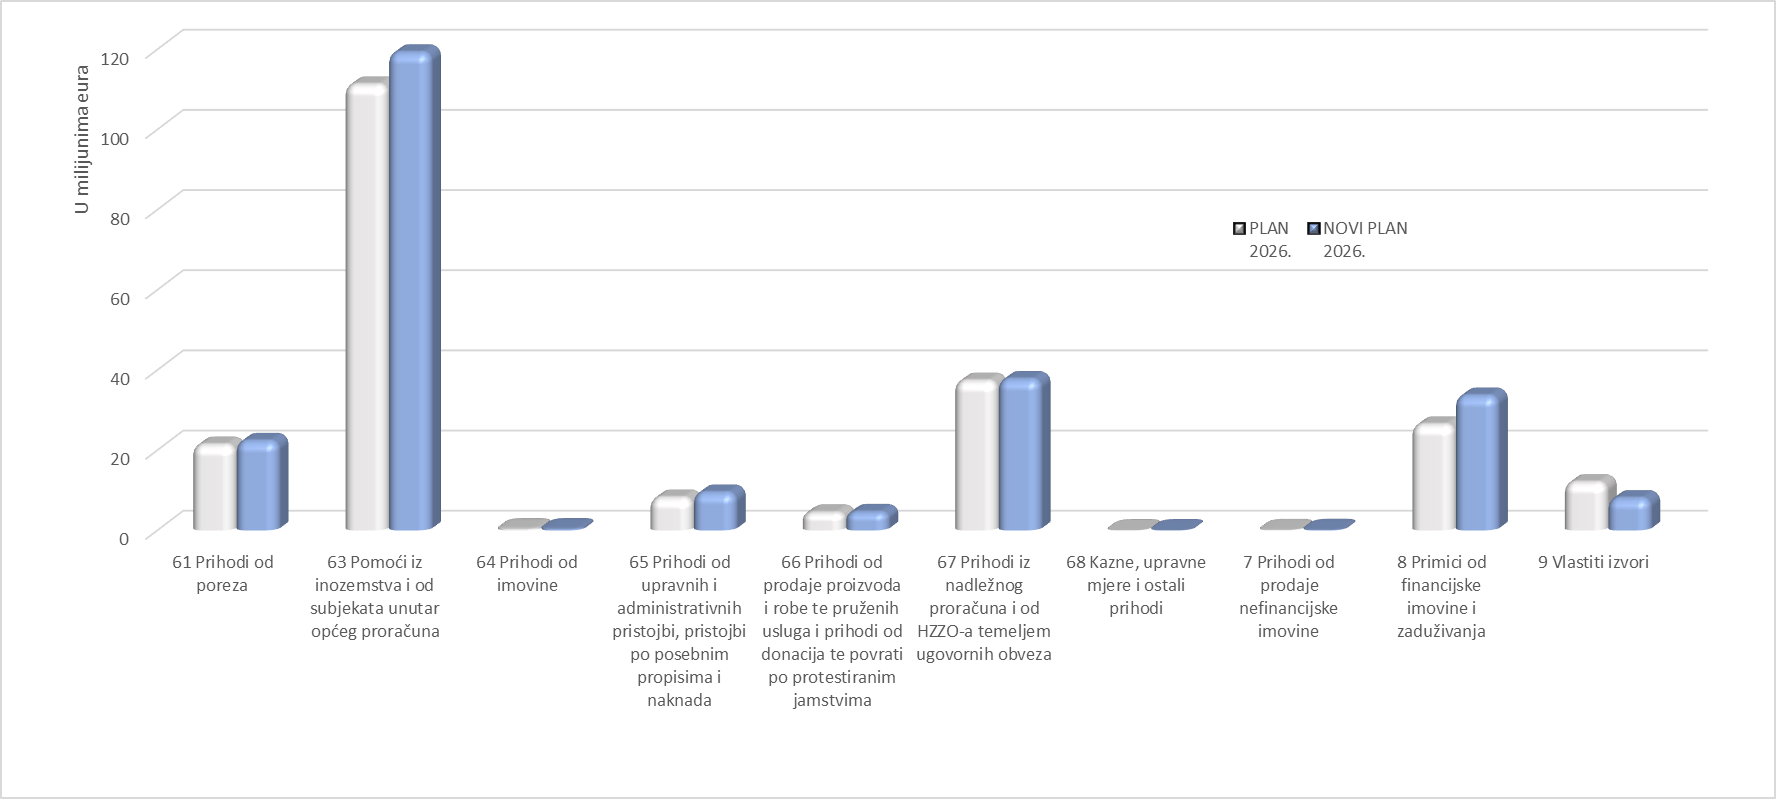 U milijunima eura
120
100
80
60
40
20
0
PLAN
2026.
NOVI PLAN
2026.
61 Prihodi od
poreza
63 Pomoći iz
inozemstva i od
subjekata unutar
općeg proračuna
64 Prihodi od
imovine
65 Prihodi od
upravnih i
administrativnih
pristojbi, pristojbi
po posebnim
propisima i
naknada
66 Prihodi od
prodaje proizvoda
i robe te pruženih
usluga i prihodi od
donacija te povrati
po protestiranim
jamstvima
67 Prihodi iz
nadležnog
proračuna i od
HZZO-a temeljem
ugovornih obveza
68 Kazne, upravne
mjere i ostali
prihodi
7 Prihodi od
prodaje
nefinancijske
imovine
8 Primici od
financijske
imovine i
zaduživanja
9 Vlastiti izvori